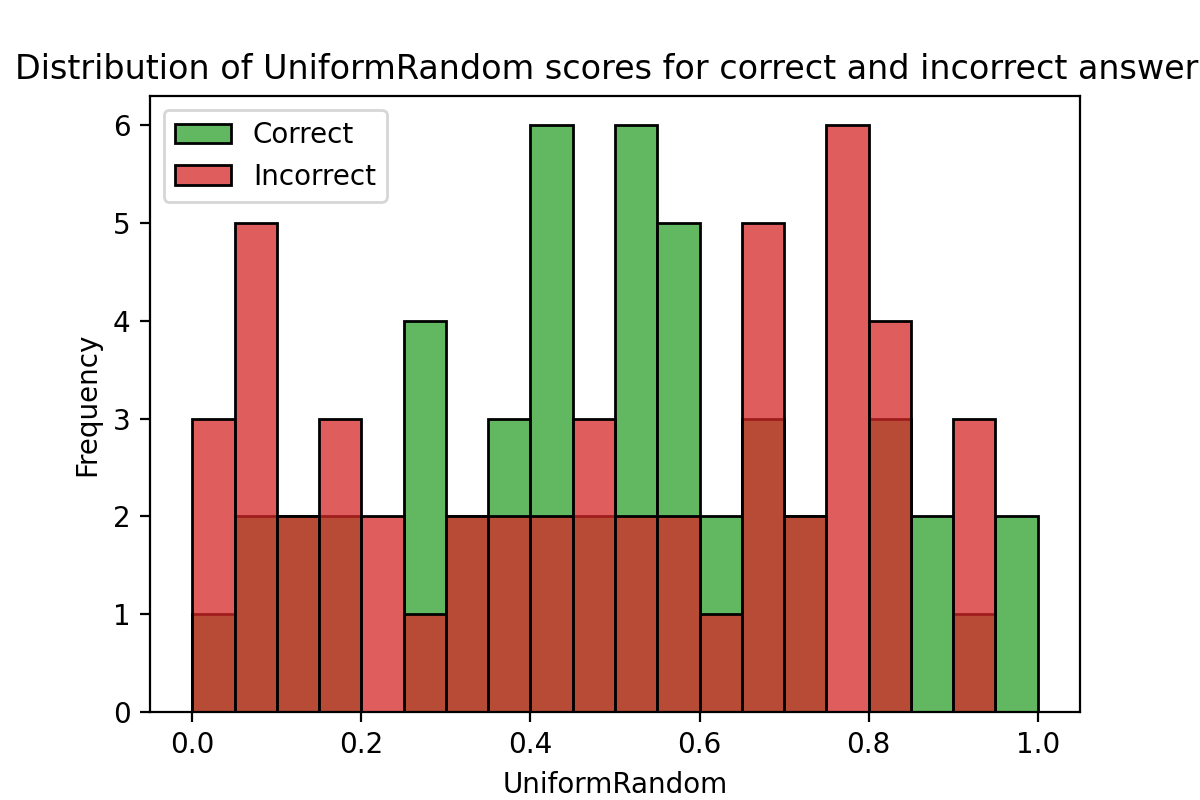 Distribution of UniformRandom scores for correct and incorrect answer
Correct
Incorrect
6
5
4
3
2
1
0
Frequency
0.0 0.2 0.4 0.6 0.8 1.0
UniformRandom